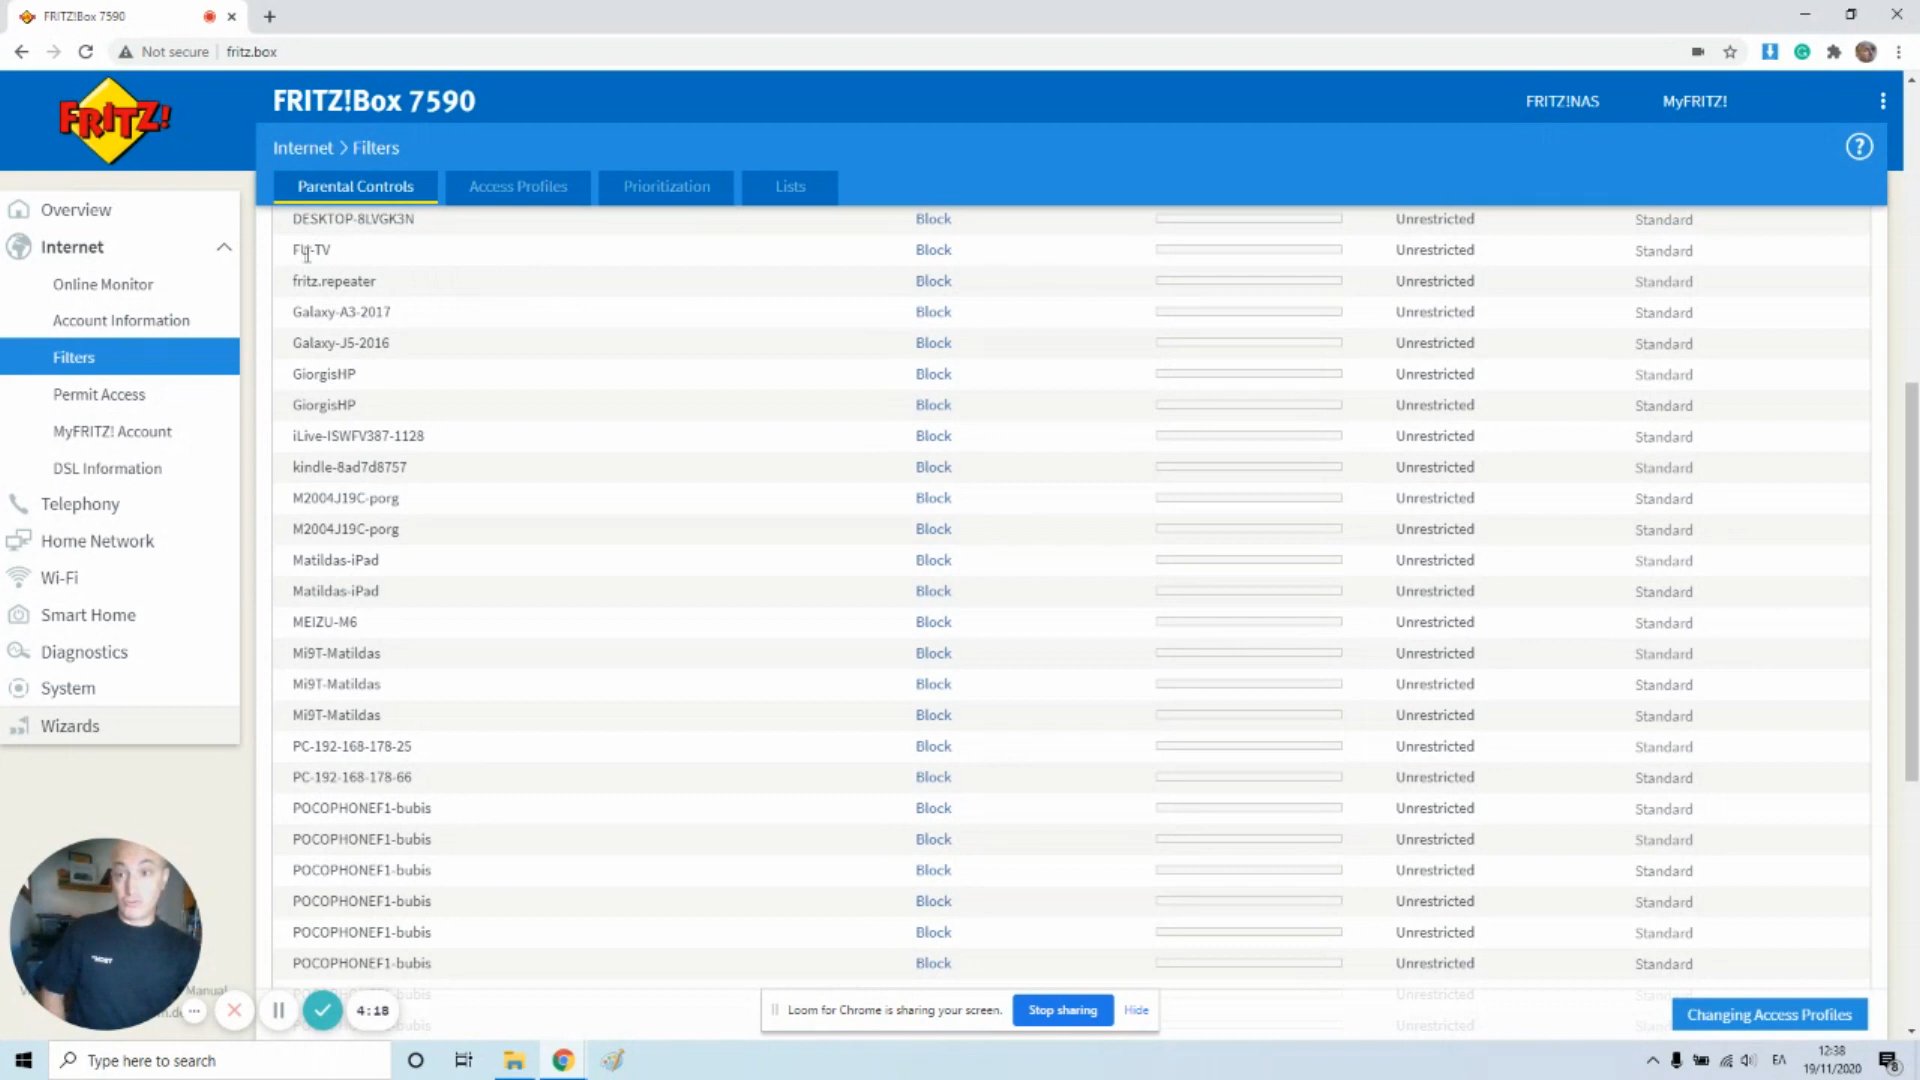 FRITZ!Box 7590
Not secure
fritz.box
FRITZ!
FRITZ!Box 7590
FRITZ!NAS
MyFRITZ!
Internet > Filters
?
Parental Controls
Access Profiles
Prioritization
Lists
Overview
Internet
Online Monitor
Account Information
Filters
Permit Access
MyFRITZ! Account
DSL Information
Telephony
Home Network
Wi-Fi
Smart Home
Diagnostics
System
Wizards
DESKTOP-8LVGK3N Block Unrestricted Standard
Block Unrestricted Standard
fritz.repeater Block Unrestricted Standard
Galaxy-A3-2017 Block Unrestricted Standard
Galaxy-J5-2016 Block Unrestricted Standard
GiorgisHP Block Unrestricted Standard
GiorgisHP Block Unrestricted Standard
iLive-ISWFV387-1128 Block Unrestricted Standard
kindle-8ad7d8757 Block Unrestricted Standard
M2004J19C-porg Block Unrestricted Standard
M2004J19C-porg Block Unrestricted Standard
Matildas-iPad Block Unrestricted Standard
Matildas-iPad Block Unrestricted Standard
MEIZU-M6 Block Unrestricted Standard
Mi9T-Matildas Block Unrestricted Standard
Mi9T-Matildas Block Unrestricted Standard
Mi9T-Matildas Block Unrestricted Standard
PC-192-168-178-25 Block Unrestricted Standard
PC-192-168-178-66 Block Unrestricted Standard
POCOPHONEF1-bubis Block Unrestricted Standard
POCOPHONEF1-bubis Block Unrestricted Standard
POCOPHONEF1-bubis Block Unrestricted Standard
POCOPHONEF1-bubis Block Unrestricted Standard
POCOPHONEF1-bubis Block Unrestricted Standard
POCOPHONEF1-bubis Block Unrestricted Standard
POCOPHONEF1-bubis Unrestricted Standard
Manual
4:18
Loom for Chrome is sharing your screen.
Stop sharing
Hide
Changing Access Profiles
Type here to search
ΕΛ
12:38
19/11/2020
8